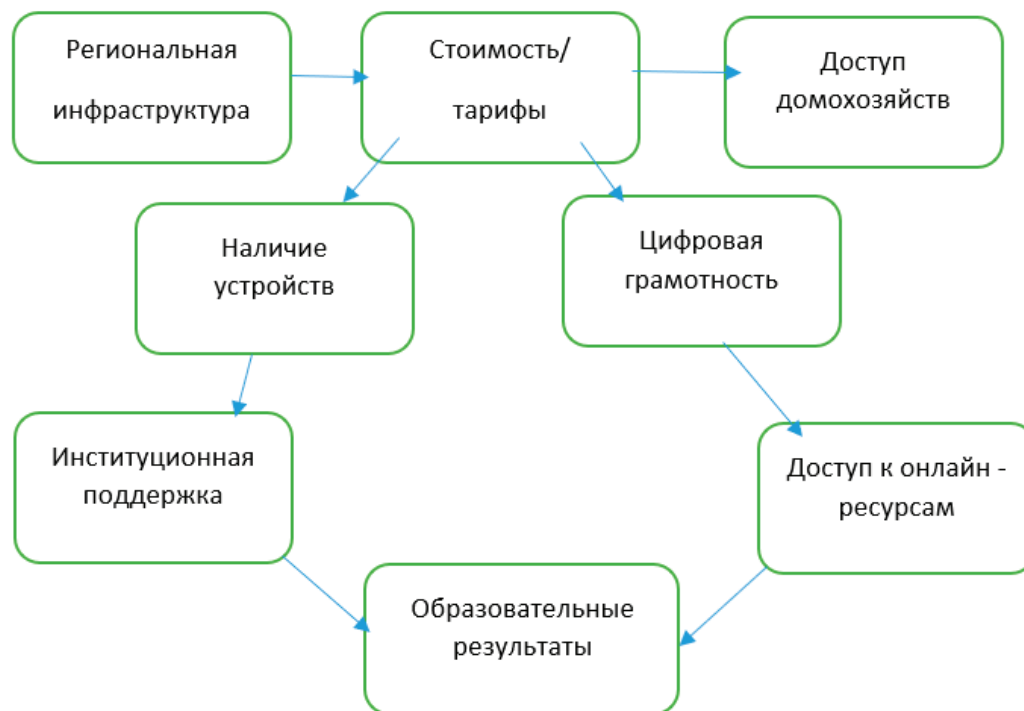 Региональная
инфраструктура
Стоимость/
тарифы
Доступ
домохозяйств
Наличие
устройств
Цифровая
грамотность
Институционная
поддержка
Доступ к онлайн -
ресурсам
Образовательные
результаты